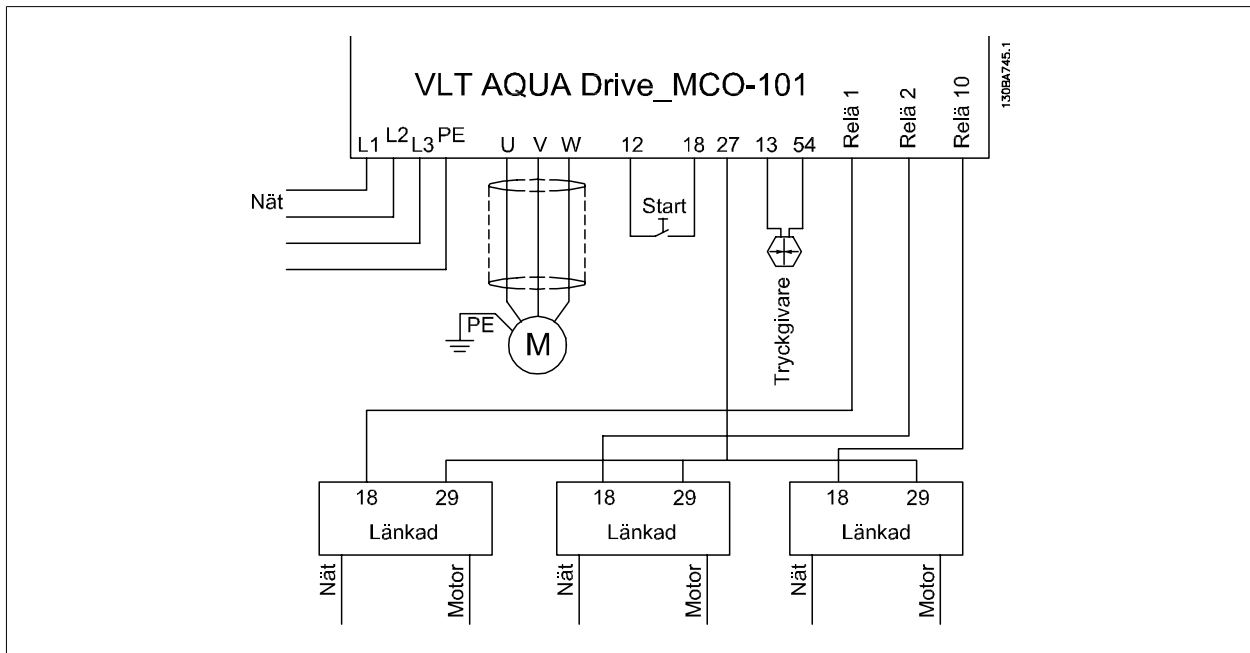 VLT AQUA Drive_MCO-101
130BA745.1
L1 L2 L3 PE U V W 12 18 27 13 54 Relä 1 Relä 2 Relä 10
Nät
Start
Tryckgivare
PE
M
18 29 18 29 18 29
Länkad Länkad Länkad
Nät Motor Nät Motor Nät Motor